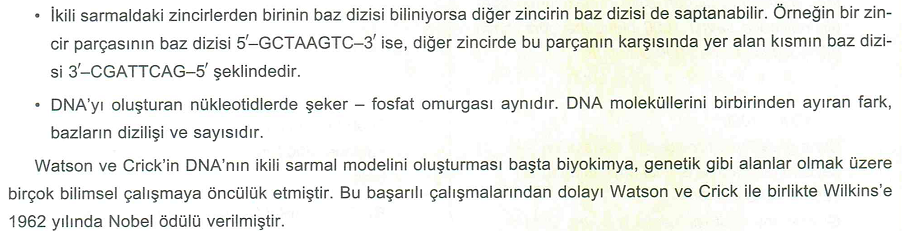 • İkili sarmaldaki zincirlerden birinin baz dizisi biliniyorsa diğer zincirin baz dizisi de saptanabilir. Örneğin bir zin-
cir parçasının baz dizisi 5′–GCTAAGTC–3′ ise, diğer zincirde bu parçanın karşısında yer alan kısmın baz dizi-
si 3′–CGATTCAG–5′ şeklindedir.
• DNA’yı oluşturan nükleotidlerde şeker – fosfat omurgası aynıdır. DNA moleküllerini birbirinden ayıran fark,
bazların dizilişi ve sayısıdır.
Watson ve Crick’in DNA’nın ikili sarmal modelini oluşturması başta biyokimya, genetik gibi alanlar olmak üzere
birçok bilimsel çalışmaya öncülük etmiştir. Bu başarılı çalışmalarından dolayı Watson ve Crick ile birlikte Wilkins’e
1962 yılında Nobel ödülü verilmiştir.